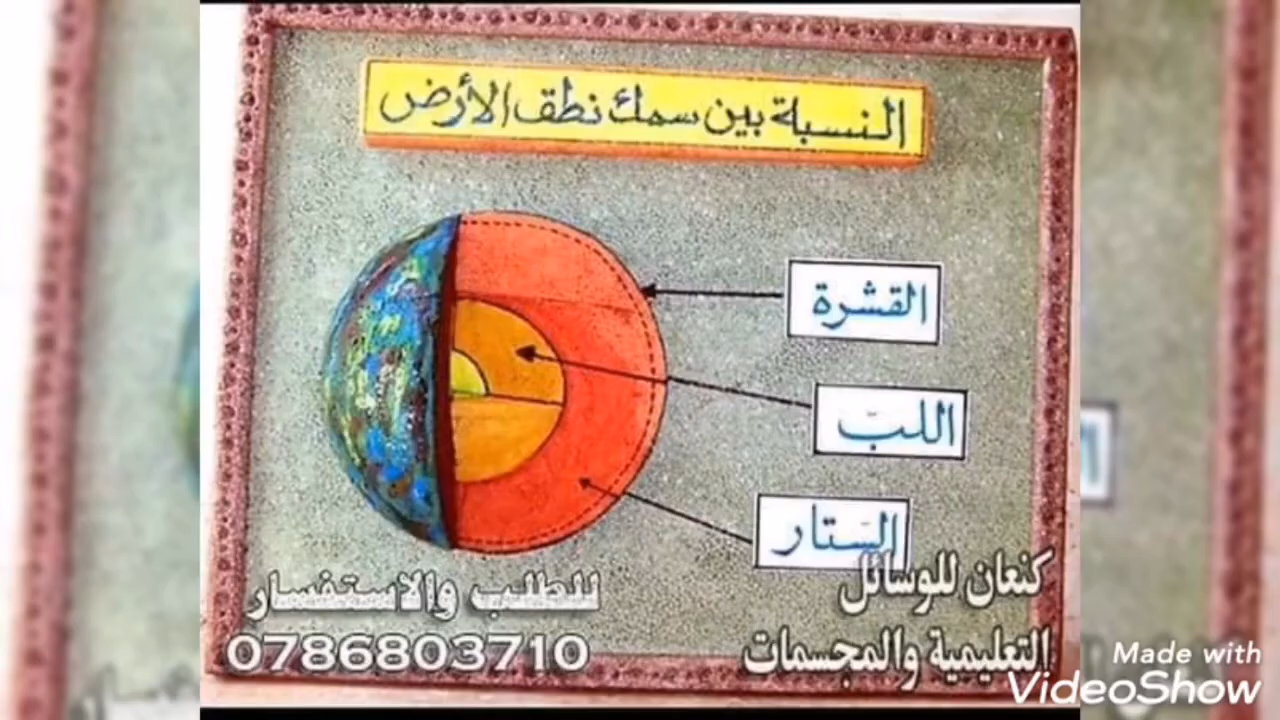 النسبة بين سمك نطق الأرض
القشرة
اللب
الستار
كنعان للوسائل
التعليمية والمجسمات
للطلب والاستفسار
0786803710
Made with
VideoShow